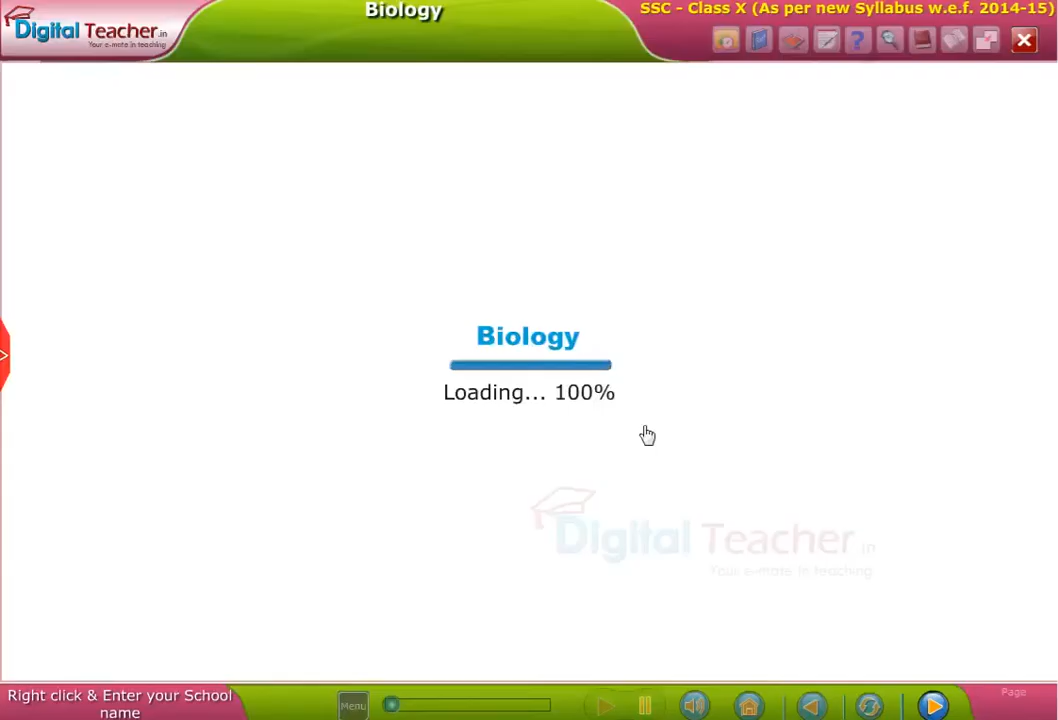 Digital Teacher.in
Your e-mate in teaching
Biology
SSC - Class X (As per new Syllabus w.e.f. 2014-15)
Biology
Loading... 100%
Digital Teacher.in
Your e-mate in teaching
Right click & Enter your School
name
Menu
Page